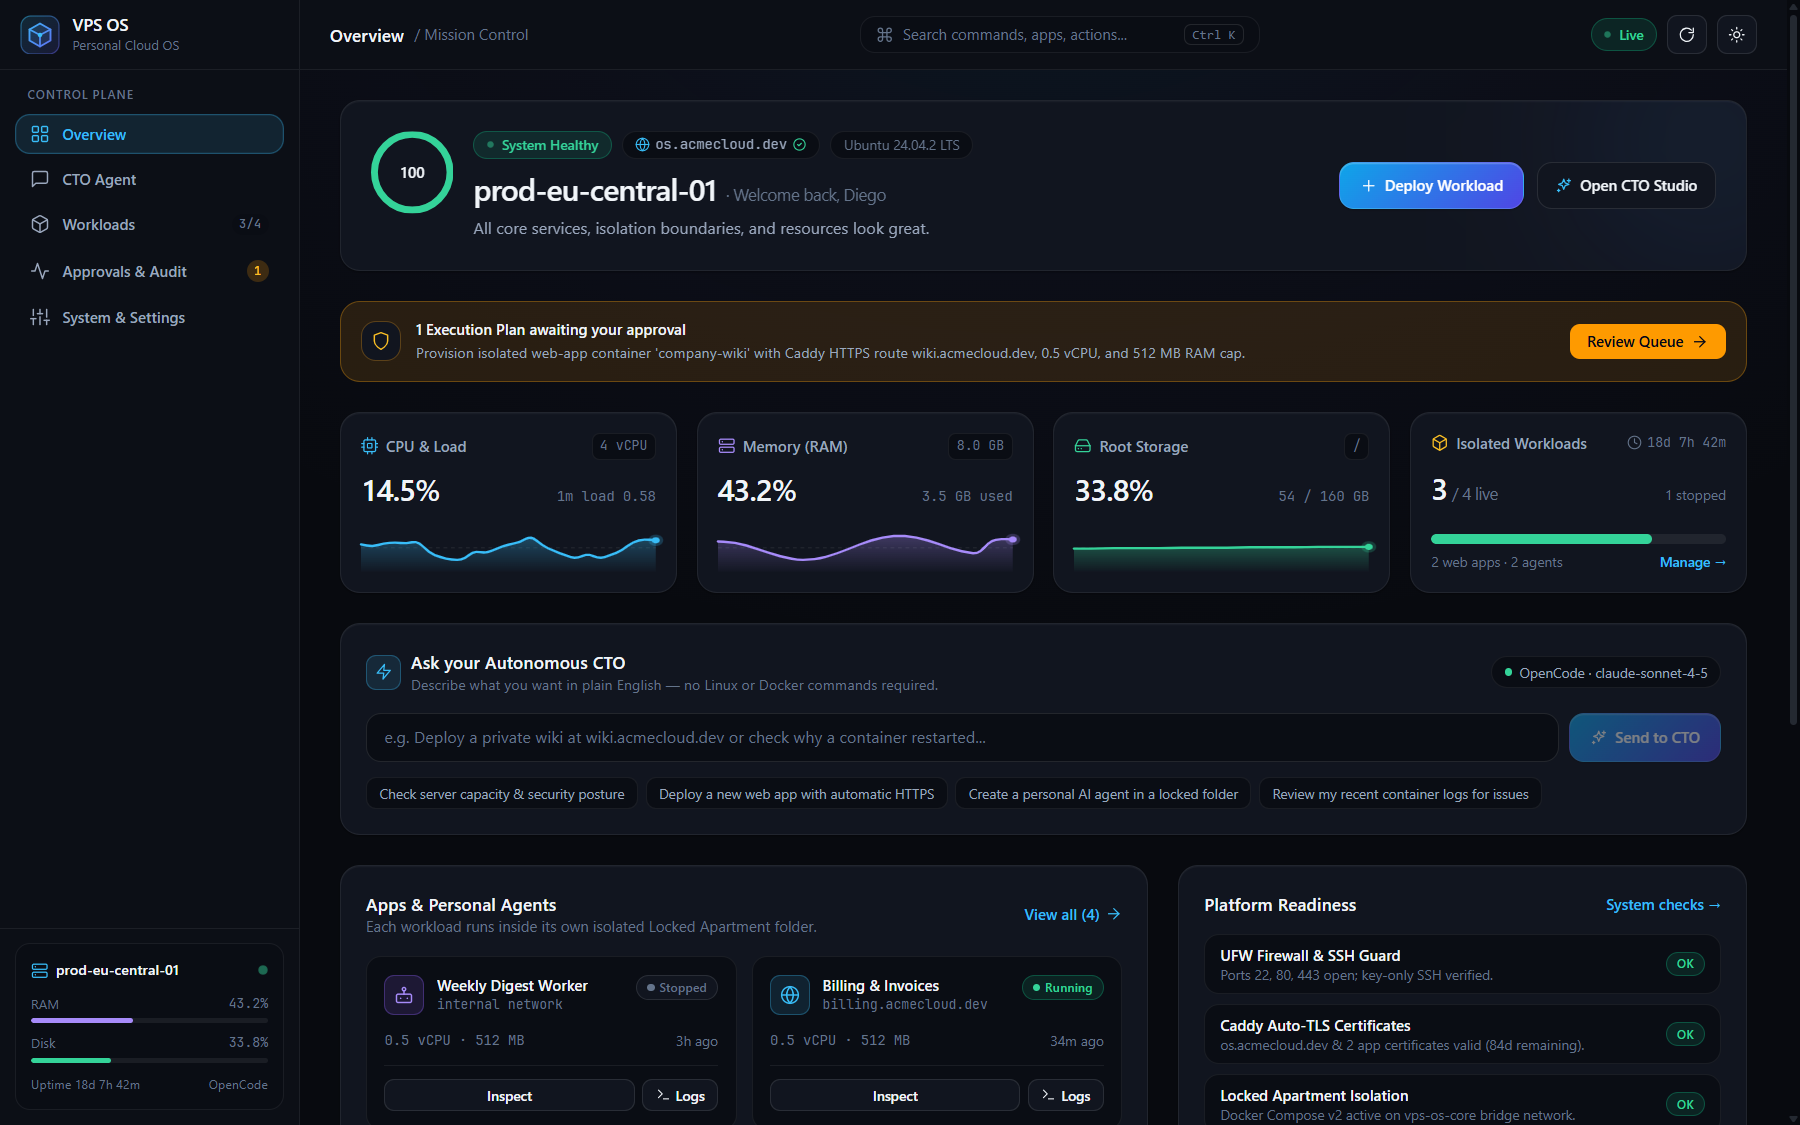 VPS OS
Personal Cloud OS
Overview / Mission Control
Search commands, apps, actions...
Ctrl K
Live
CONTROL PLANE
Overview
CTO Agent
Workloads 3/4
Approvals & Audit 1
System & Settings
100
System Healthy
os.acmecloud.dev
Ubuntu 24.04.2 LTS
prod-eu-central-01 · Welcome back, Diego
All core services, isolation boundaries, and resources look great.
Deploy Workload
Open CTO Studio
1 Execution Plan awaiting your approval
Provision isolated web-app container 'company-wiki' with Caddy HTTPS route wiki.acmecloud.dev, 0.5 vCPU, and 512 MB RAM cap.
Review Queue →
CPU & Load 4 vCPU
14.5% 1m load 0.58
Memory (RAM) 8.0 GB
43.2% 3.5 GB used
Root Storage /
33.8% 54 / 160 GB
Isolated Workloads 18d 7h 42m
3 / 4 live 1 stopped
2 web apps · 2 agents Manage →
Ask your Autonomous CTO
Describe what you want in plain English — no Linux or Docker commands required.
OpenCode · claude-sonnet-4-5
e.g. Deploy a private wiki at wiki.acmecloud.dev or check why a container restarted...
Send to CTO
Check server capacity & security posture
Deploy a new web app with automatic HTTPS
Create a personal AI agent in a locked folder
Review my recent container logs for issues
Apps & Personal Agents
Each workload runs inside its own isolated Locked Apartment folder.
View all (4) →
Weekly Digest Worker
internal network
Stopped
0.5 vCPU · 512 MB 3h ago
Inspect
Logs
Billing & Invoices
billing.acmecloud.dev
Running
0.5 vCPU · 512 MB 34m ago
Inspect
Logs
Platform Readiness
System checks →
UFW Firewall & SSH Guard
Ports 22, 80, 443 open; key-only SSH verified.
OK
Caddy Auto-TLS Certificates
os.acmecloud.dev & 2 app certificates valid (84d remaining).
OK
Locked Apartment Isolation
Docker Compose v2 active on vps-os-core bridge network.
OK
prod-eu-central-01
RAM 43.2%
Disk 33.8%
Uptime 18d 7h 42m OpenCode